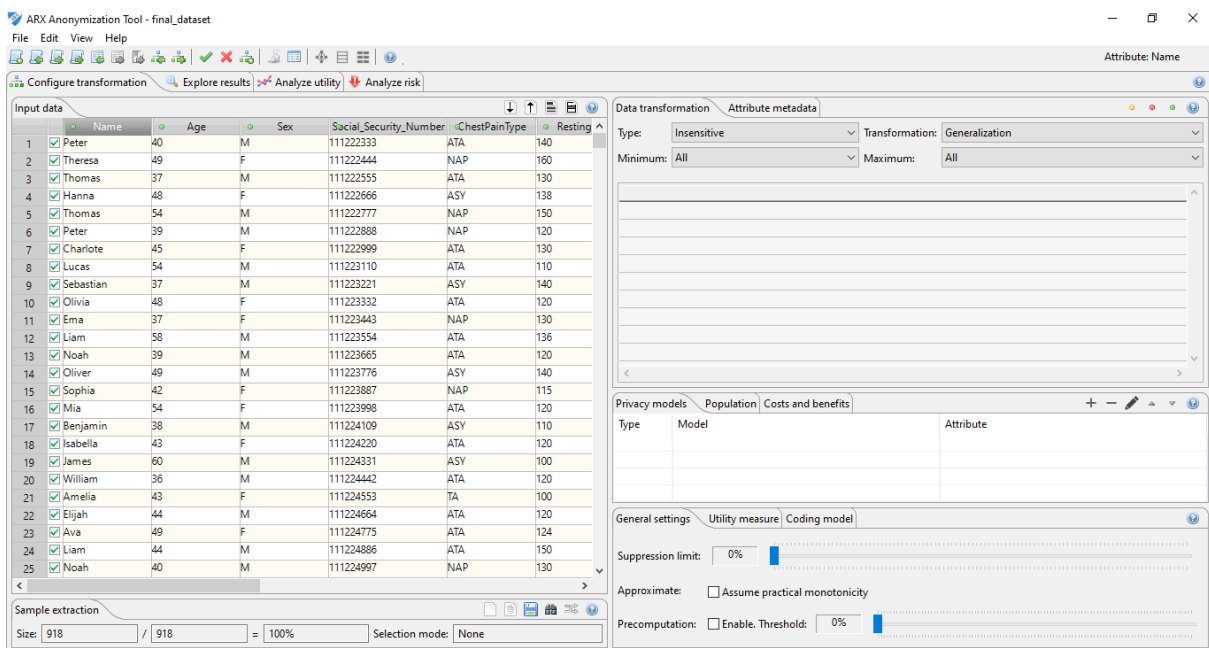 ARX Anonymization Tool - final_dataset
File Edit View Help
Attribute: Name
Configure transformation Explore results Analyze utility Analyze risk
Input data
Name Age Sex Social_Security_Number ChestPainType Resting
1 Peter 40 M 111222333 ATA 140
2 Theresa 49 F 111222444 NAP 160
3 Thomas 37 M 111222555 ATA 130
4 Hanna 48 F 111222666 ASY 138
5 Thomas 54 M 111222777 NAP 150
6 Peter 39 M 111222888 NAP 120
7 Charlote 45 F 111222999 ATA 130
8 Lucas 54 M 111223110 ATA 110
9 Sebastian 37 M 111223221 ASY 140
10 Olivia 48 F 111223332 ATA 120
11 Ema 37 F 111223443 NAP 130
12 Liam 58 M 111223554 ATA 136
13 Noah 39 M 111223665 ATA 120
14 Oliver 49 M 111223776 ASY 140
15 Sophia 42 F 111223887 NAP 115
16 Mia 54 F 111223998 ATA 120
17 Benjamin 38 M 111224109 ASY 110
18 Isabella 43 F 111224220 ATA 120
19 James 60 M 111224331 ASY 100
20 William 36 M 111224442 ATA 120
21 Amelia 43 F 111224553 TA 100
22 Elijah 44 M 111224664 ATA 120
23 Ava 49 F 111224775 ATA 124
24 Liam 44 M 111224886 ATA 150
25 Noah 40 M 111224997 NAP 130
Sample extraction
Size: 918 / 918 = 100% Selection mode: None
Data transformation Attribute metadata
Type: Insensitive Transformation: Generalization
Minimum: All Maximum: All
Privacy models Population Costs and benefits
Type Model Attribute
General settings Utility measure Coding model
Suppression limit: 0%
Approximate: Assume practical monotonicity
Precomputation: Enable. Threshold: 0%